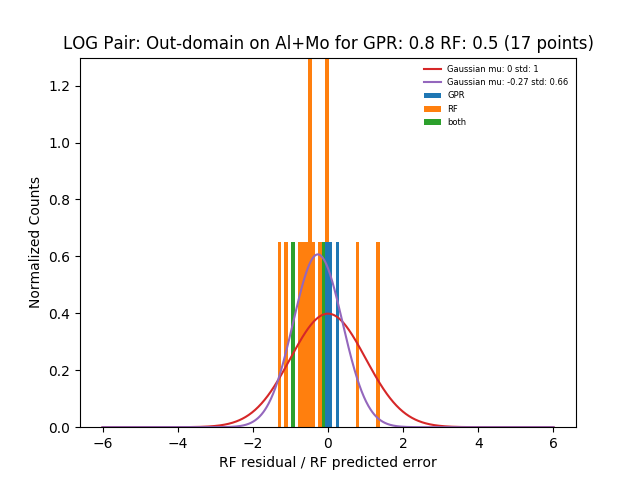 LOG Pair: Out-domain on Al+Mo for GPR: 0.8 RF: 0.5 (17 points)
Gaussian mu: 0 std: 1
Gaussian mu: -0.27 std: 0.66
GPR
RF
both
1.2
1.0
0.8
0.6
0.4
0.2
0.0
Normalized Counts
−6
−4
−2
0
2
4
6
RF residual / RF predicted error